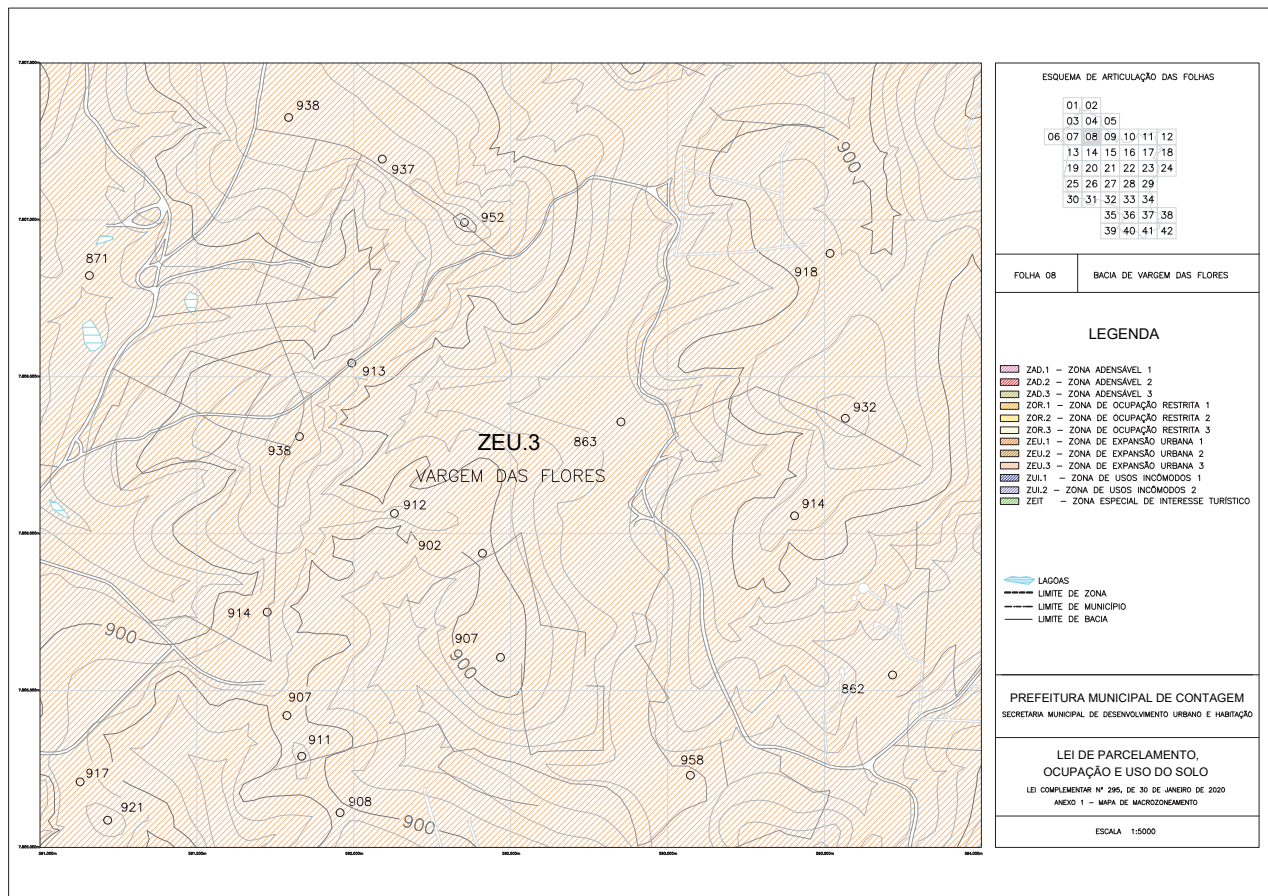 938
937
952
871
900
918
913
932
938
863
ZEU.3
VARGEM DAS FLORES
912
902
914
914
900
907
900
862
907
911
958
917
921
908
900
ESQUEMA DE ARTICULAÇÃO DAS FOLHAS
01 02
03 04 05
06 07 08 09 10 11 12
13 14 15 16 17 18
19 20 21 22 23 24
25 26 27 28 29
30 31 32 33 34
35 36 37 38
39 40 41 42
FOLHA 08
BACIA DE VARGEM DAS FLORES
LEGENDA
ZAD.1 – ZONA ADENSÁVEL 1
ZAD.2 – ZONA ADENSÁVEL 2
ZAD.3 – ZONA ADENSÁVEL 3
ZOR.1 – ZONA DE OCUPAÇÃO RESTRITA 1
ZOR.2 – ZONA DE OCUPAÇÃO RESTRITA 2
ZOR.3 – ZONA DE OCUPAÇÃO RESTRITA 3
ZEU.1 – ZONA DE EXPANSÃO URBANA 1
ZEU.2 – ZONA DE EXPANSÃO URBANA 2
ZEU.3 – ZONA DE EXPANSÃO URBANA 3
ZUI.1 – ZONA DE USOS INCÔMODOS 1
ZUI.2 – ZONA DE USOS INCÔMODOS 2
ZEIT – ZONA ESPECIAL DE INTERESSE TURÍSTICO
LAGOAS
LIMITE DE ZONA
LIMITE DE MUNICÍPIO
LIMITE DE BACIA
PREFEITURA MUNICIPAL DE CONTAGEM
SECRETARIA MUNICIPAL DE DESENVOLVIMENTO URBANO E HABITAÇÃO
LEI DE PARCELAMENTO,
OCUPAÇÃO E USO DO SOLO
LEI COMPLEMENTAR Nº 295, DE 30 DE JANEIRO DE 2020
ANEXO 1 – MAPA DE MACROZONEAMENTO
ESCALA 1:5000